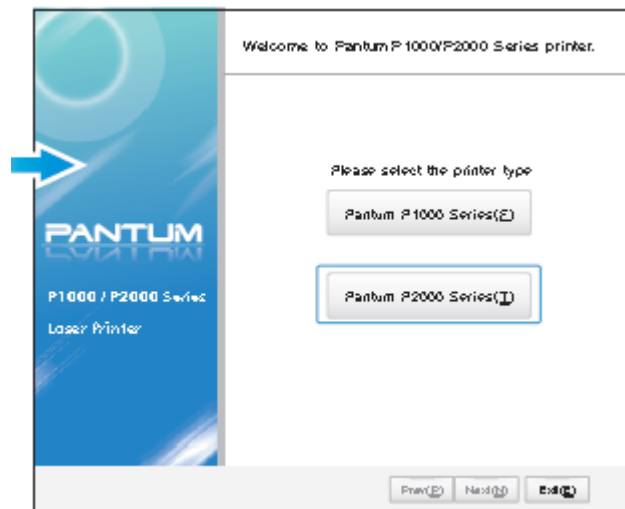 Welcome to Pantum P1000/P2000 Series printer.
Please select the printer type
Pantum P1000 Series(F)
PANTUM
Pantum P2000 Series(T)
P1000 / P2000 Series
Laser Printer
Prev(P) Next(N) Exit(E)